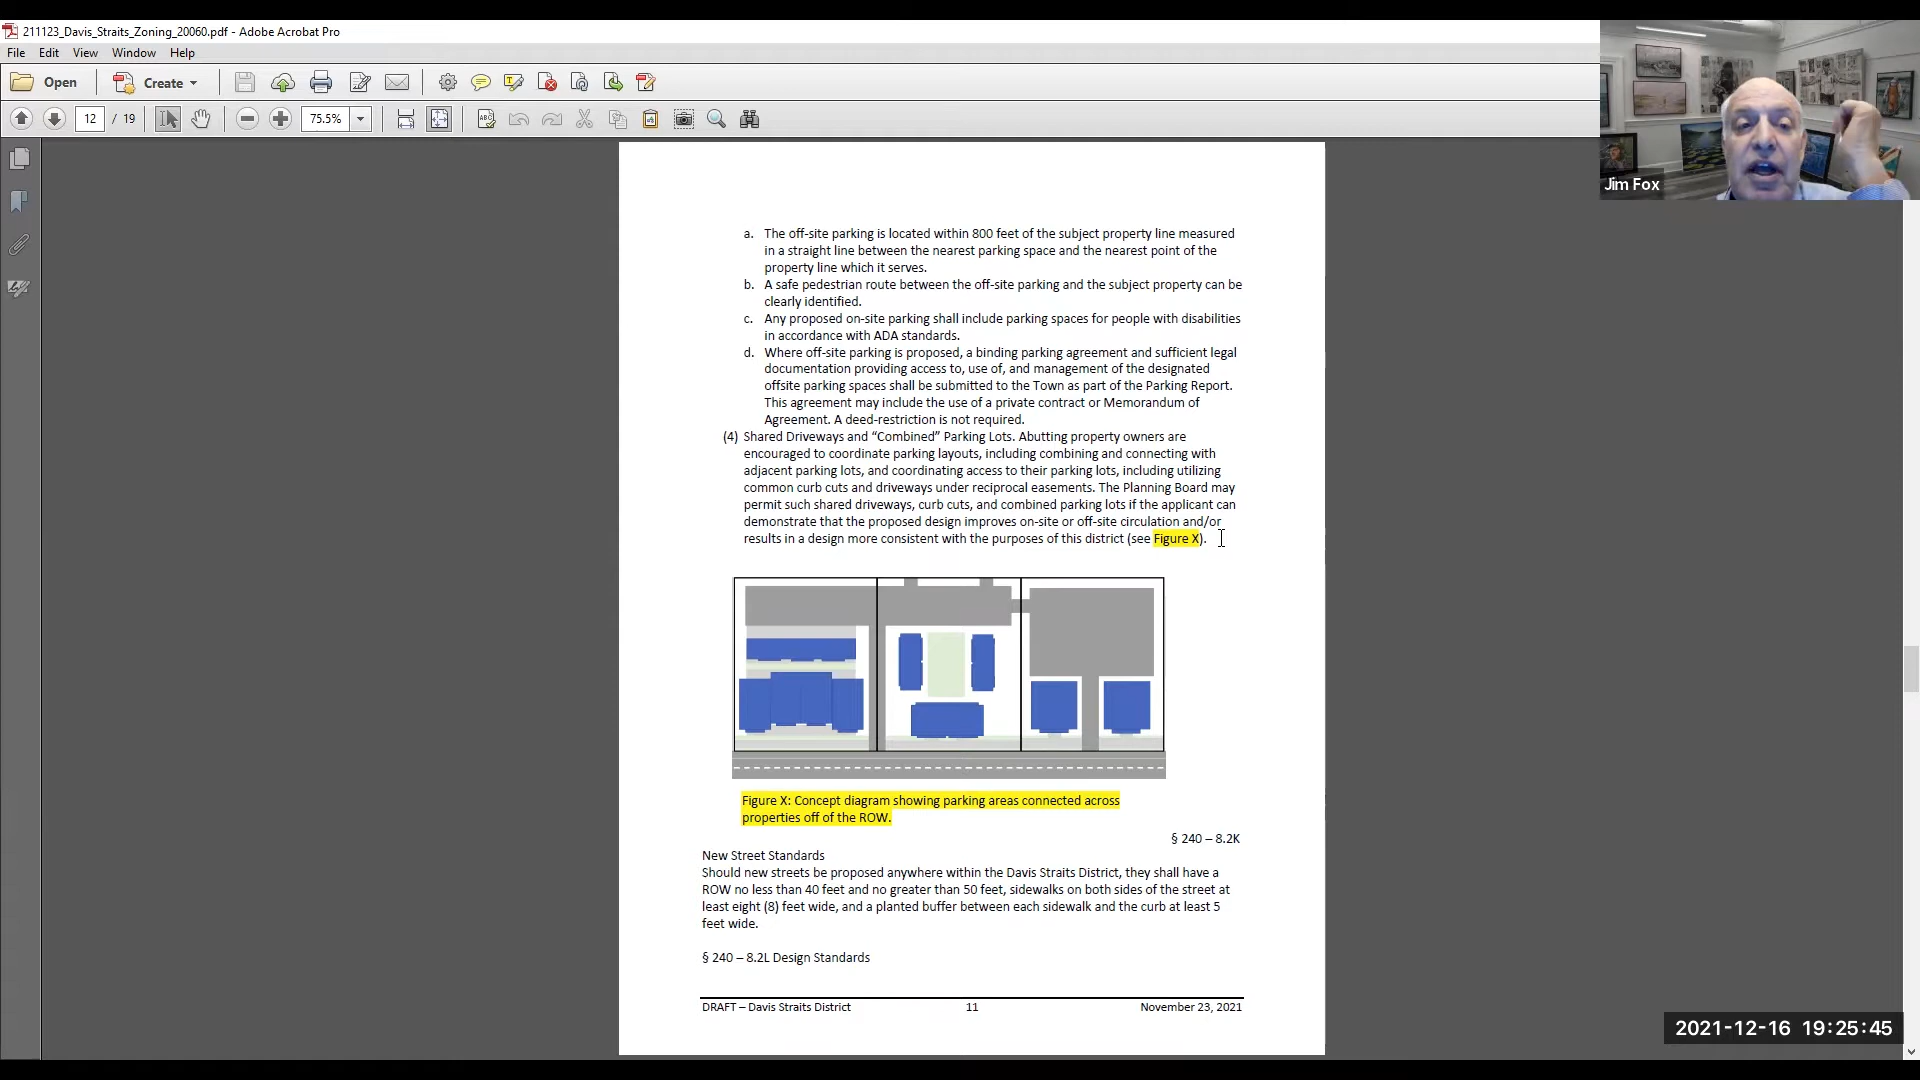 211123_Davis_Straits_Zoning_20060.pdf - Adobe Acrobat Pro
File Edit View Window Help
Open Create
12 / 19 75.5%
Jim Fox
a. The off-site parking is located within 800 feet of the subject property line measured
in a straight line between the nearest parking space and the nearest point of the
property line which it serves.
b. A safe pedestrian route between the off-site parking and the subject property can be
clearly identified.
c. Any proposed on-site parking shall include parking spaces for people with disabilities
in accordance with ADA standards.
d. Where off-site parking is proposed, a binding parking agreement and sufficient legal
documentation providing access to, use of, and management of the designated
offsite parking spaces shall be submitted to the Town as part of the Parking Report.
This agreement may include the use of a private contract or Memorandum of
Agreement. A deed-restriction is not required.
(4) Shared Driveways and “Combined” Parking Lots. Abutting property owners are
encouraged to coordinate parking layouts, including combining and connecting with
adjacent parking lots, and coordinating access to their parking lots, including utilizing
common curb cuts and driveways under reciprocal easements. The Planning Board may
permit such shared driveways, curb cuts, and combined parking lots if the applicant can
demonstrate that the proposed design improves on-site or off-site circulation and/or
results in a design more consistent with the purposes of this district (see Figure X).
Figure X: Concept diagram showing parking areas connected across
properties off of the ROW.
§ 240 – 8.2K
New Street Standards
Should new streets be proposed anywhere within the Davis Straits District, they shall have a
ROW no less than 40 feet and no greater than 50 feet, sidewalks on both sides of the street at
least eight (8) feet wide, and a planted buffer between each sidewalk and the curb at least 5
feet wide.
§ 240 – 8.2L Design Standards
DRAFT – Davis Straits District 11 November 23, 2021
2021-12-16 19:25:45